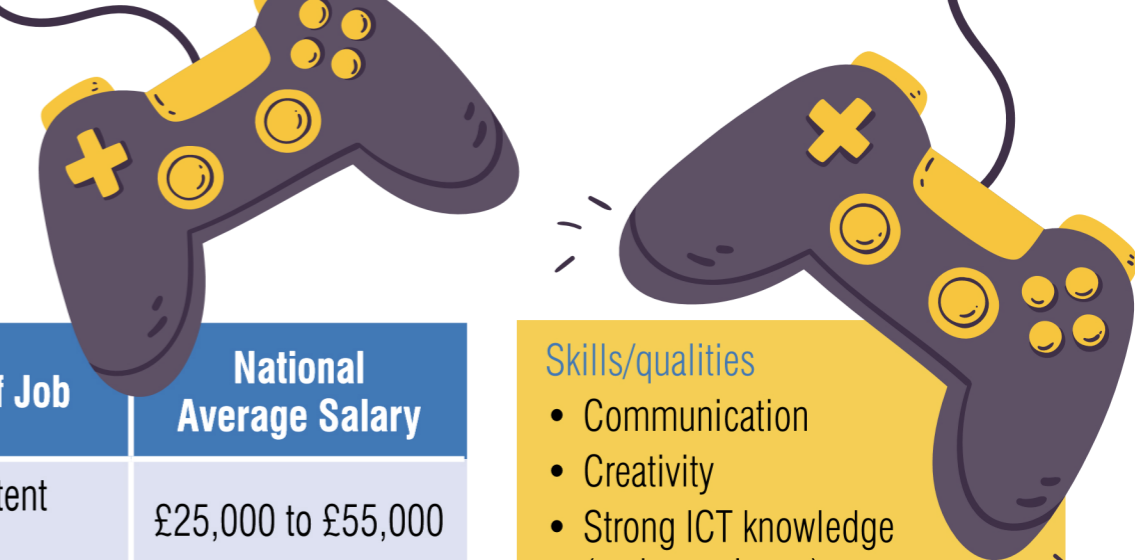 f Job
National
Average Salary
tent
£25,000 to £55,000
Skills/qualities
• Communication
• Creativity
• Strong ICT knowledge